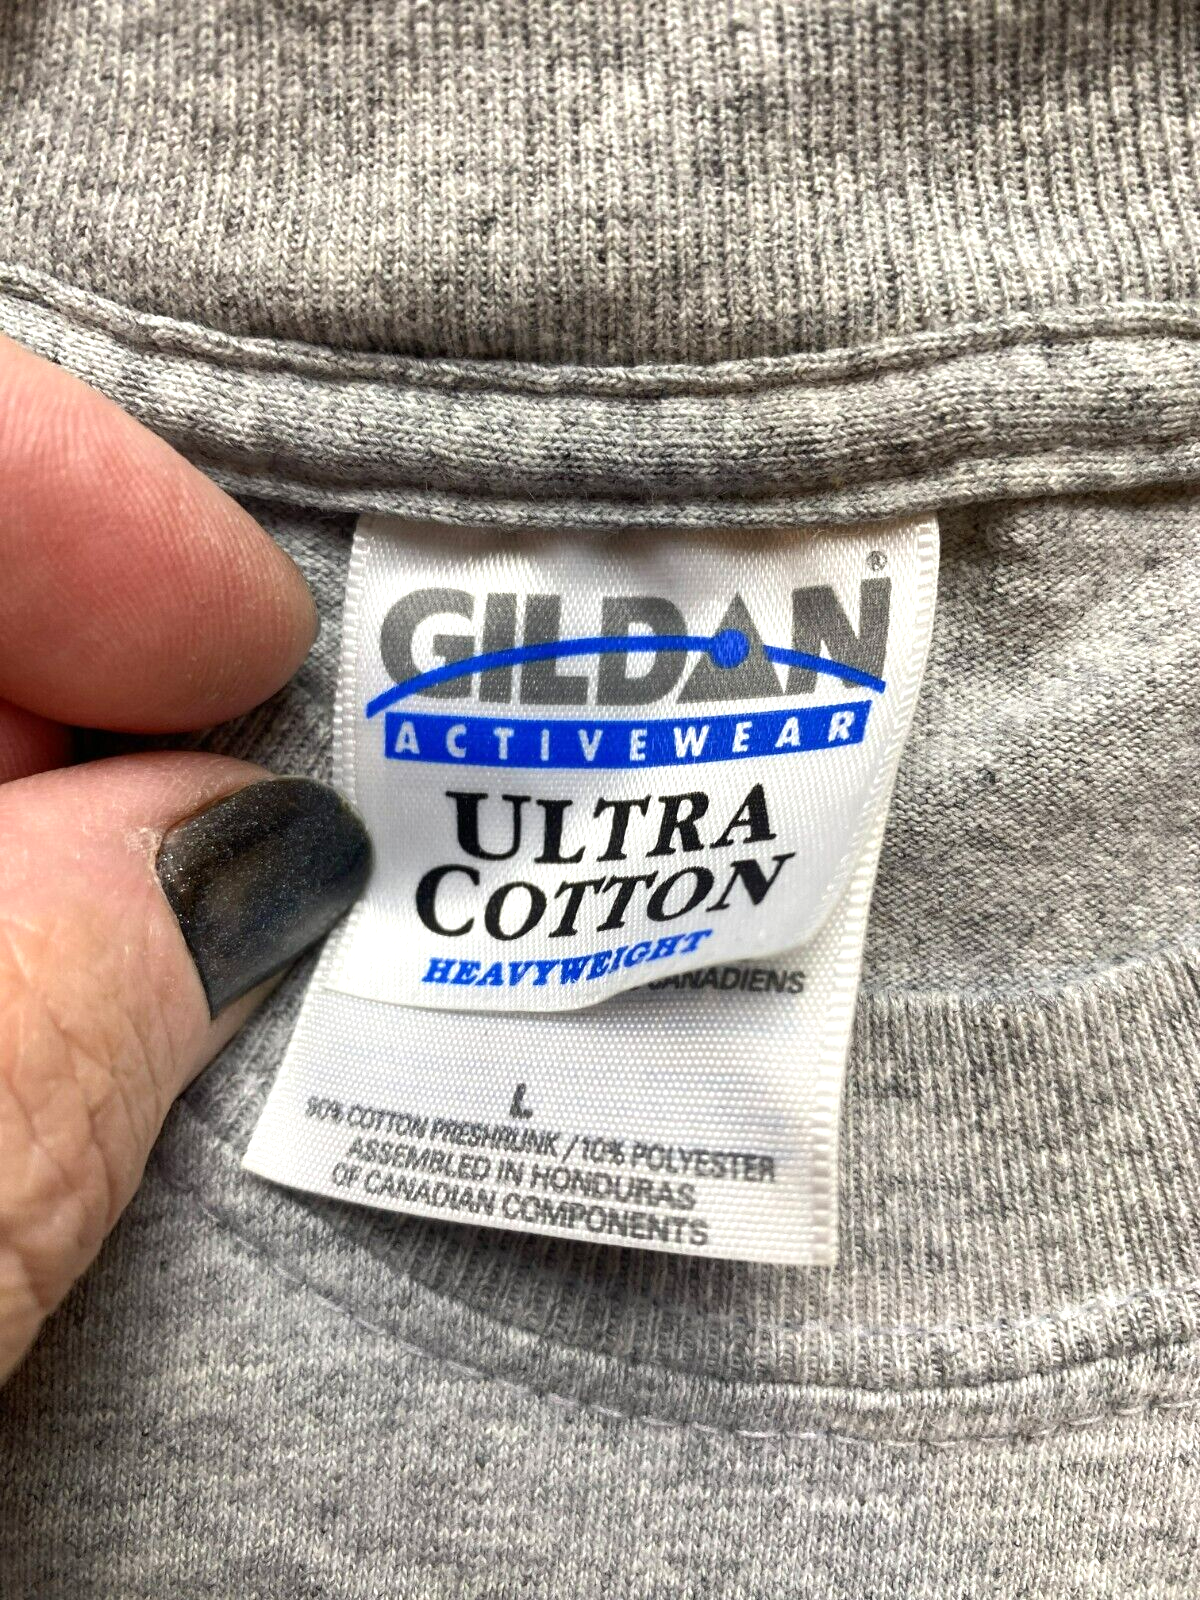 GILDAN®
ACTIVEWEAR
ULTRA
COTTON
HEAVYWEIGHT
CANADIENS
L
90% COTTON PRESHRUNK / 10% POLYESTER
ASSEMBLED IN HONDURAS
OF CANADIAN COMPONENTS